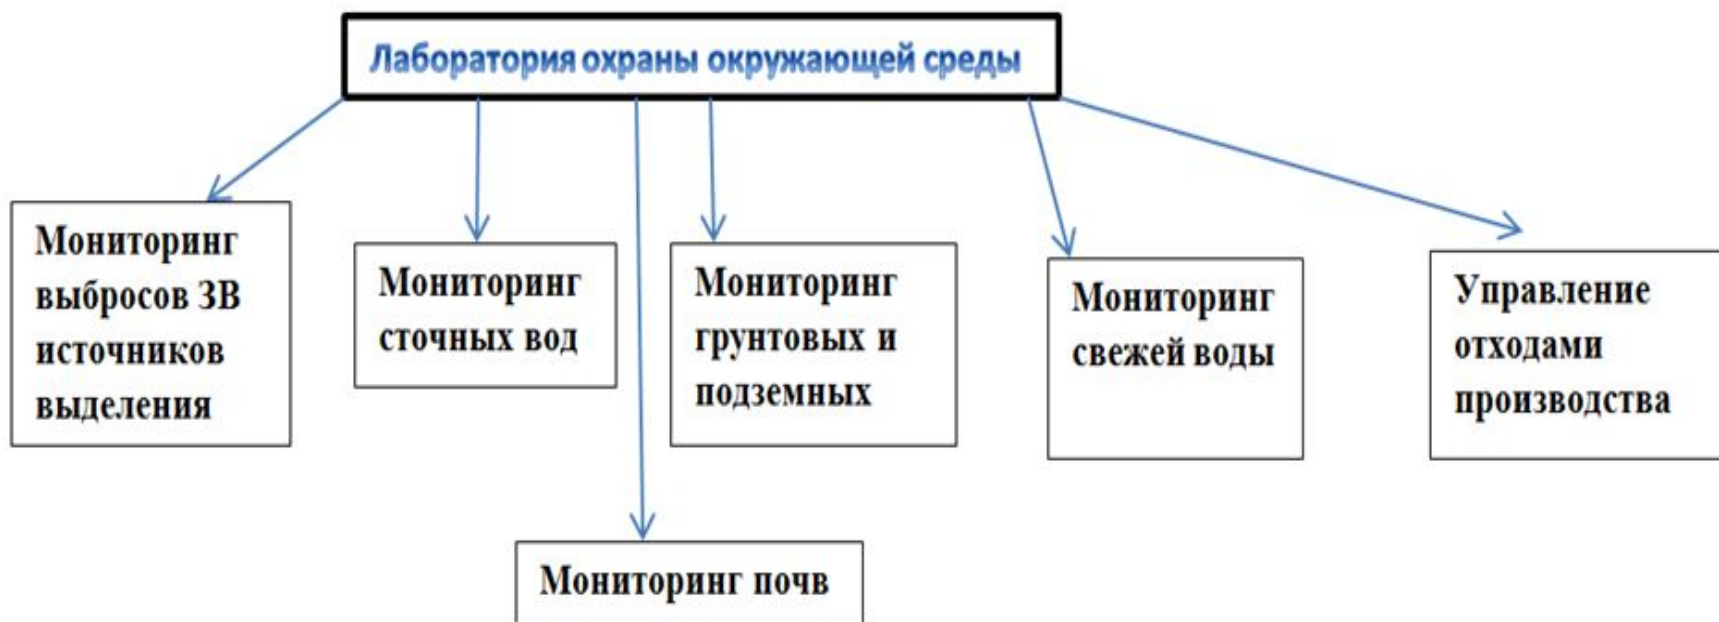 Лаборатория охраны окружающей среды
Мониторинг
выбросов ЗВ
источников
выделения
Мониторинг
сточных вод
Мониторинг
грунтовых и
подземных
Мониторинг
свежей воды
Управление
отходами
производства
Мониторинг почв